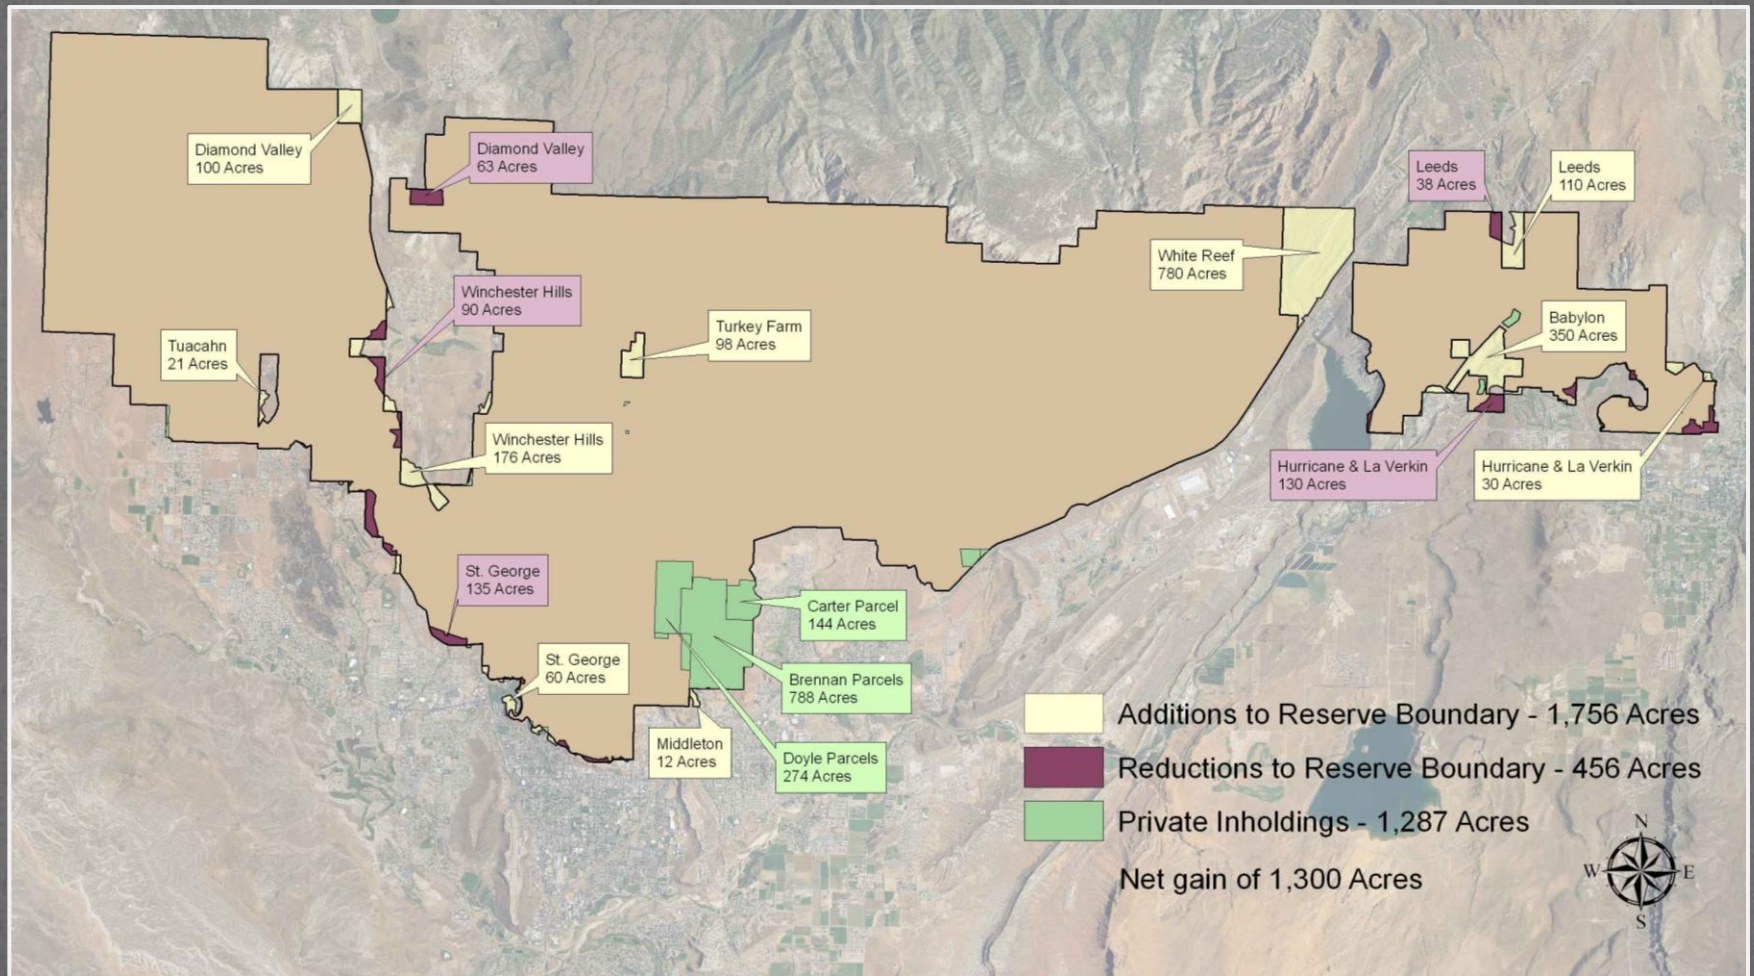 Diamond Valley
100 Acres
Diamond Valley
63 Acres
Leeds
38 Acres
Leeds
110 Acres
White Reef
780 Acres
Winchester Hills
90 Acres
Turkey Farm
98 Acres
Babylon
350 Acres
Tuacahn
21 Acres
Winchester Hills
176 Acres
Hurricane & La Verkin
130 Acres
Hurricane & La Verkin
30 Acres
St. George
135 Acres
Carter Parcel
144 Acres
St. George
60 Acres
Brennan Parcels
788 Acres
Middleton
12 Acres
Doyle Parcels
274 Acres
Additions to Reserve Boundary - 1,756 Acres
Reductions to Reserve Boundary - 456 Acres
Private Inholdings - 1,287 Acres
Net gain of 1,300 Acres
N
W E
S